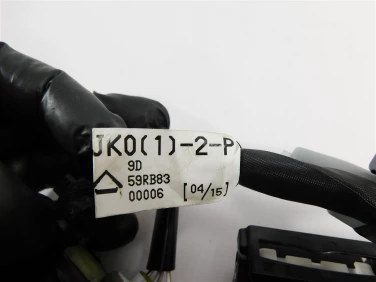 JK0(1)-2-P
9D
59RB83
00006 [04/15]